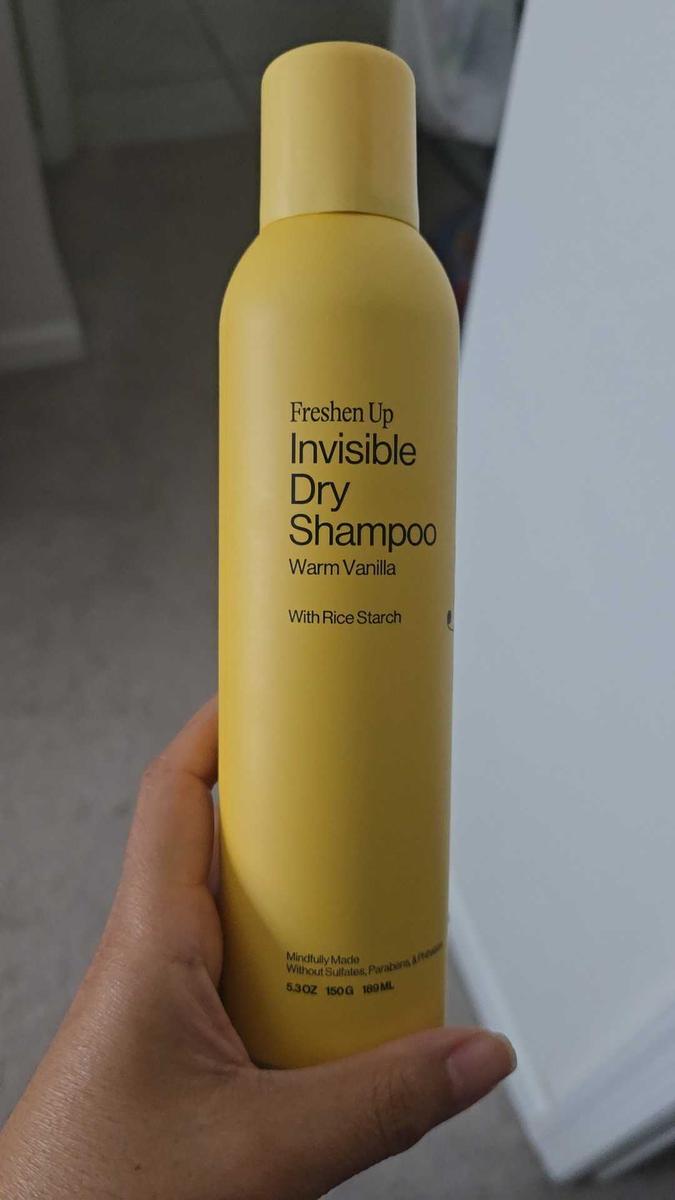 Freshen Up
Invisible
Dry
Shampoo
Warm Vanilla
With Rice Starch
Mindfully Made
Without Sulfates, Parabens, &
5.3 OZ 150 G 189 ML